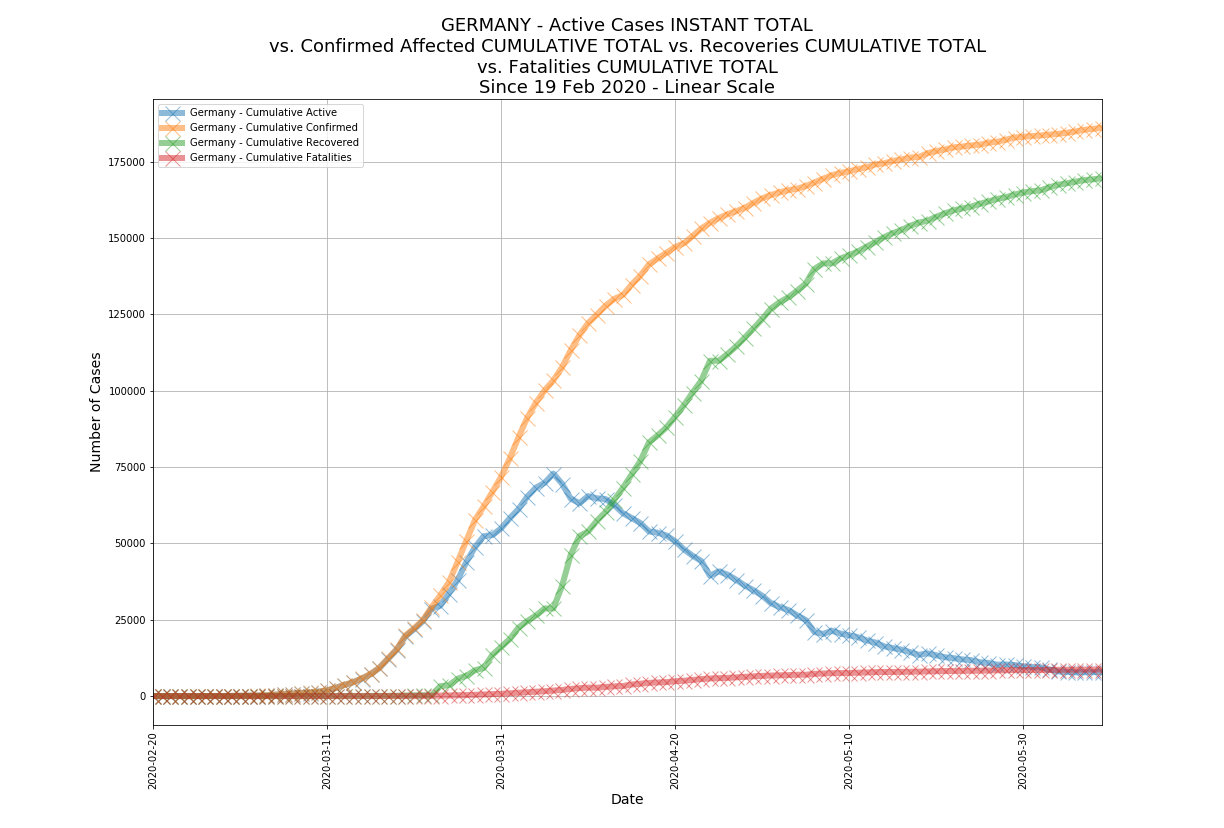 GERMANY - Active Cases INSTANT TOTAL
vs. Confirmed Affected CUMULATIVE TOTAL vs. Recoveries CUMULATIVE TOTAL
vs. Fatalities CUMULATIVE TOTAL
Since 19 Feb 2020 - Linear Scale
Germany - Cumulative Active
Germany - Cumulative Confirmed
Germany - Cumulative Recovered
Germany - Cumulative Fatalities
Number of Cases
175000
150000
125000
100000
75000
50000
25000
0
2020-02-20
2020-03-11
2020-03-31
2020-04-20
2020-05-10
2020-05-30
Date